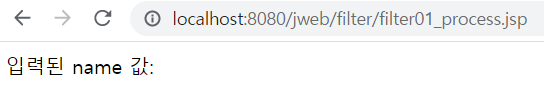 localhost:8080/jweb/filter/filter01_process.jsp
입력된 name 값: